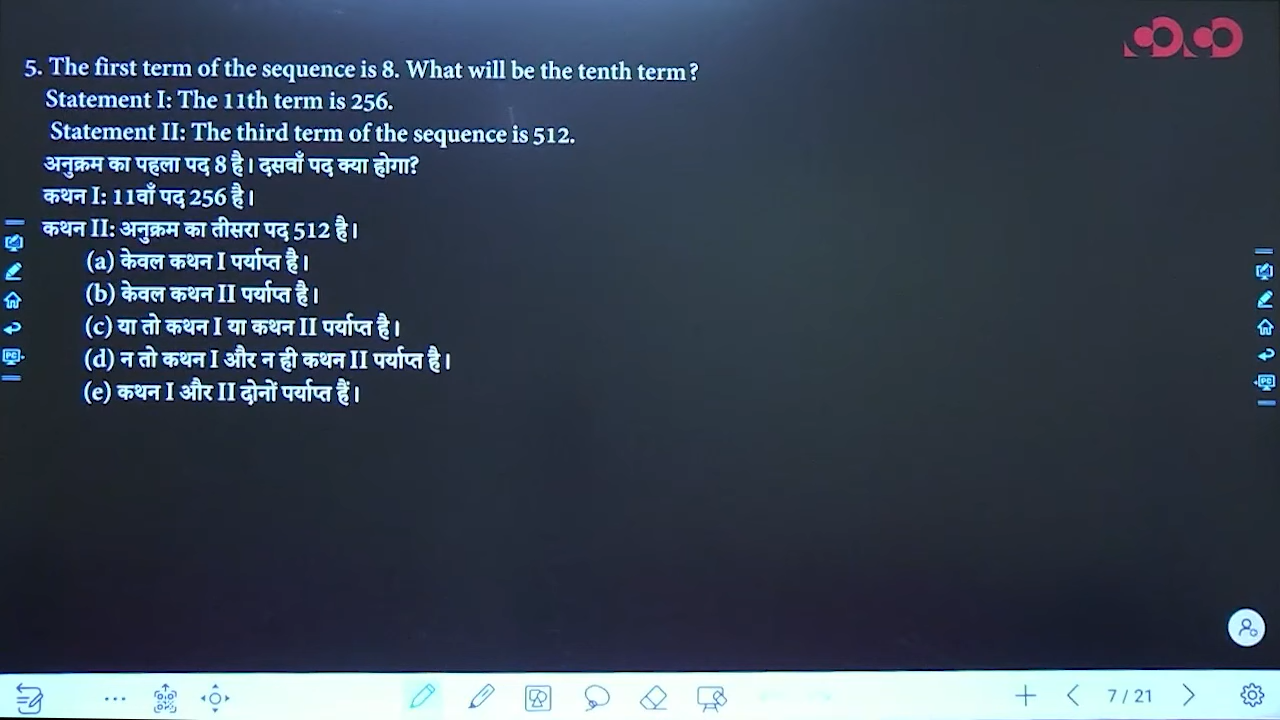 5. The first term of the sequence is 8. What will be the tenth term?
Statement I: The 11th term is 256.
Statement II: The third term of the sequence is 512.
अनुक्रम का पहला पद 8 है। दसवाँ पद क्या होगा?
कथन I: 11वाँ पद 256 है।
कथन II: अनुक्रम का तीसरा पद 512 है।
(a) केवल कथन I पर्याप्त है।
(b) केवल कथन II पर्याप्त है।
(c) या तो कथन I या कथन II पर्याप्त है।
(d) न तो कथन I और न ही कथन II पर्याप्त है।
(e) कथन I और II दोनों पर्याप्त हैं।
PC
PC
7 / 21